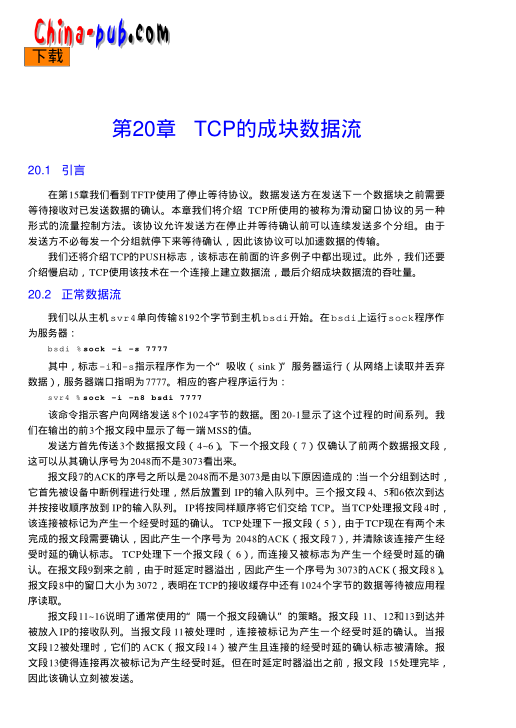 China-pub.com
下载
第20章 TCP的成块数据流
20.1 引言
在第15章我们看到TFTP使用了停止等待协议。数据发送方在发送下一个数据块之前需要
等待接收对已发送数据的确认。本章我们将介绍 TCP所使用的被称为滑动窗口协议的另一种
形式的流量控制方法。该协议允许发送方在停止并等待确认前可以连续发送多个分组。由于
发送方不必每发一个分组就停下来等待确认，因此该协议可以加速数据的传输。
我们还将介绍TCP的PUSH标志，该标志在前面的许多例子中都出现过。此外，我们还要
介绍慢启动，TCP使用该技术在一个连接上建立数据流，最后介绍成块数据流的吞吐量。
20.2 正常数据流
我们以从主机svr4单向传输8192个字节到主机bsdi开始。在bsdi上运行sock程序作
为服务器：
bsdi % sock -i -s 7777
其中，标志-i和-s指示程序作为一个“吸收（sink）”服务器运行（从网络上读取并丢弃
数据），服务器端口指明为7777。相应的客户程序运行为：
svr4 % sock -i -n8 bsdi 7777
该命令指示客户向网络发送 8个1024字节的数据。图 20-1显示了这个过程的时间系列。我
们在输出的前3个报文段中显示了每一端MSS的值。
发送方首先传送3个数据报文段（4~6）。下一个报文段（7）仅确认了前两个数据报文段，
这可以从其确认序号为2048而不是3073看出来。
报文段7的ACK的序号之所以是2048而不是3073是由以下原因造成的：当一个分组到达时，
它首先被设备中断例程进行处理，然后放置到 IP的输入队列中。三个报文段 4、5和6依次到达
并按接收顺序放到 IP的输入队列。 IP将按同样顺序将它们交给 TCP。当TCP处理报文段 4时，
该连接被标记为产生一个经受时延的确认。 TCP处理下一报文段（5），由于TCP现在有两个未
完成的报文段需要确认，因此产生一个序号为 2048的ACK（报文段7），并清除该连接产生经
受时延的确认标志。 TCP处理下一个报文段（ 6），而连接又被标志为产生一个经受时延的确
认。在报文段9到来之前，由于时延定时器溢出，因此产生一个序号为 3073的ACK（报文段8）。
报文段8中的窗口大小为 3072，表明在TCP的接收缓存中还有1024个字节的数据等待被应用程
序读取。
报文段11~16说明了通常使用的“隔一个报文段确认”的策略。报文段 11、12和13到达并
被放入IP的接收队列。当报文段 11被处理时，连接被标记为产生一个经受时延的确认。当报
文段12被处理时，它们的 ACK（报文段14）被产生且连接的经受时延的确认标志被清除。报
文段13使得连接再次被标记为产生经受时延。但在时延定时器溢出之前，报文段 15处理完毕，
因此该确认立刻被发送。